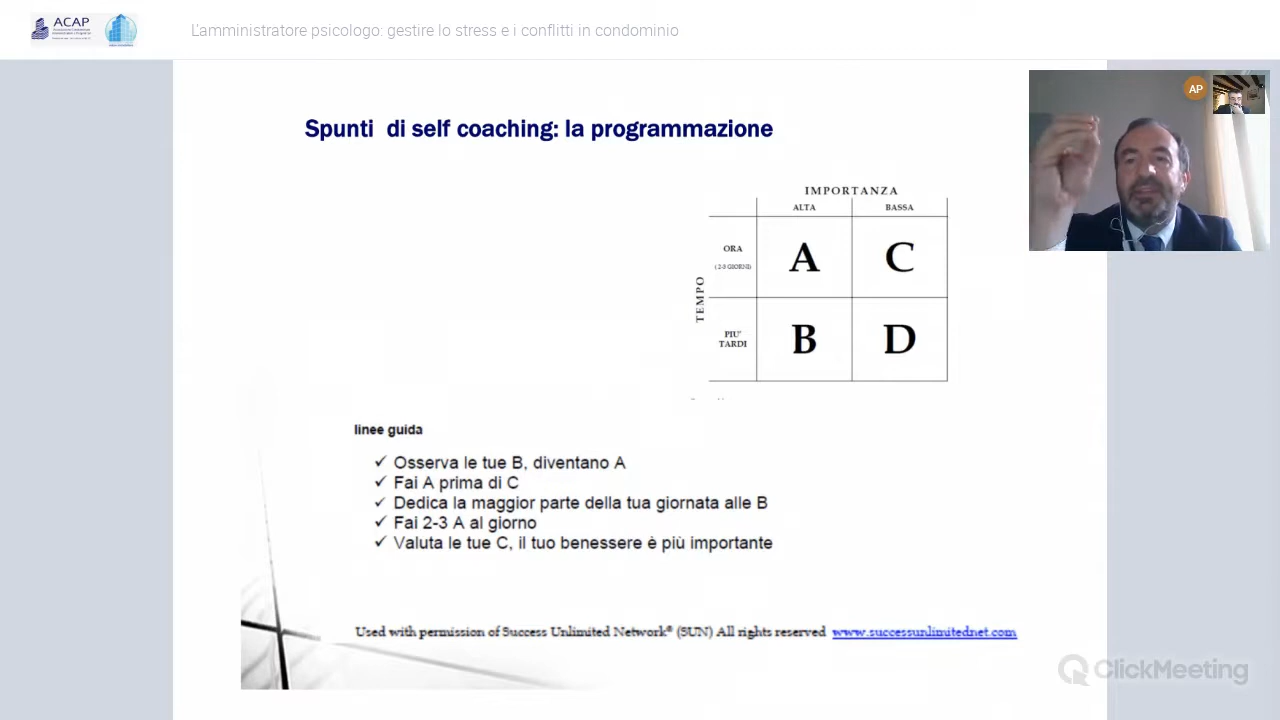 ACAP
L'amministratore psicologo: gestire lo stress e i conflitti in condominio
AP
Spunti di self coaching: la programmazione
IMPORTANZA
ALTA BASSA
TEMPO
ORA
(2-3 GIORNI)
A C
PIU'
TARDI
B D
linee guida
✓ Osserva le tue B, diventano A
✓ Fai A prima di C
✓ Dedica la maggior parte della tua giornata alle B
✓ Fai 2-3 A al giorno
✓ Valuta le tue C, il tuo benessere è più importante
Used with permission of Success Unlimited Network® (SUN) All rights reserved www.successunlimitednet.com
ClickMeeting